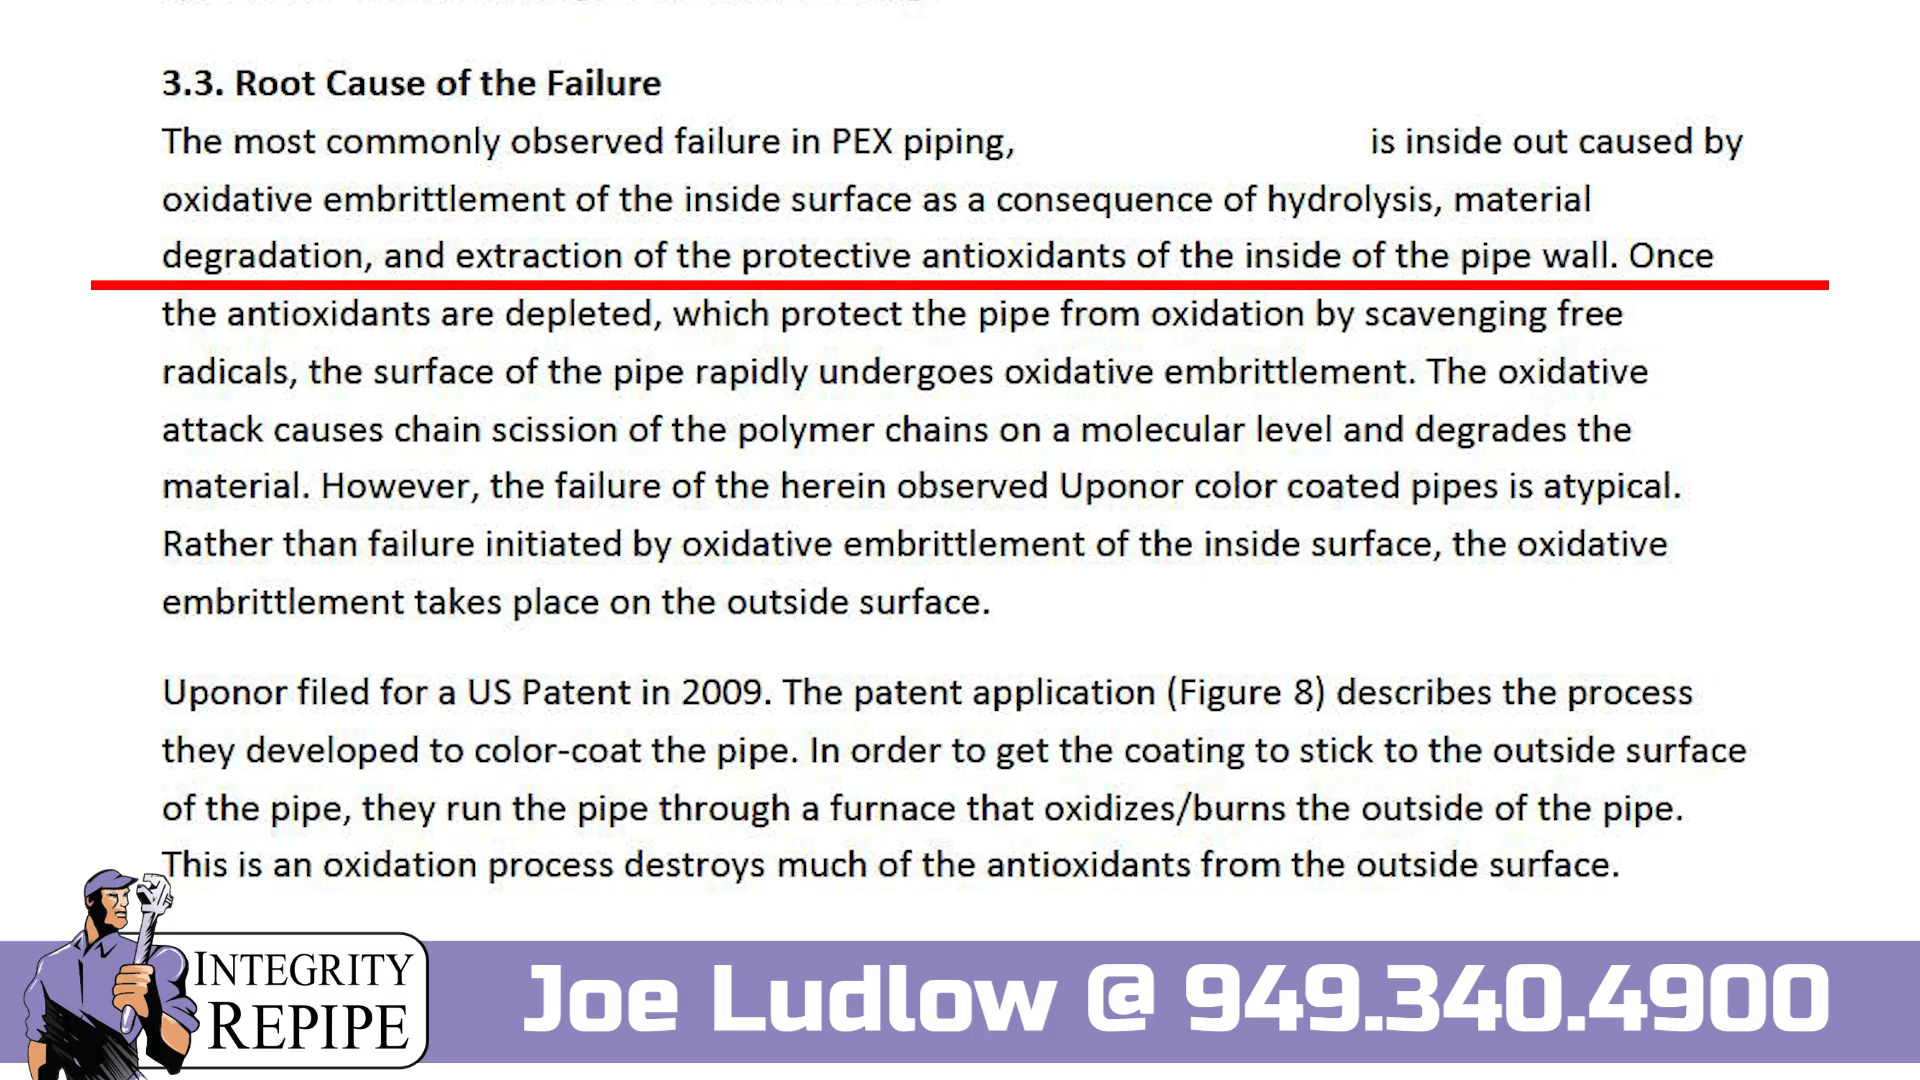 3.3. Root Cause of the Failure
The most commonly observed failure in PEX piping, is inside out caused by
oxidative embrittlement of the inside surface as a consequence of hydrolysis, material
degradation, and extraction of the protective antioxidants of the inside of the pipe wall. Once
the antioxidants are depleted, which protect the pipe from oxidation by scavenging free
radicals, the surface of the pipe rapidly undergoes oxidative embrittlement. The oxidative
attack causes chain scission of the polymer chains on a molecular level and degrades the
material. However, the failure of the herein observed Uponor color coated pipes is atypical.
Rather than failure initiated by oxidative embrittlement of the inside surface, the oxidative
embrittlement takes place on the outside surface.
Uponor filed for a US Patent in 2009. The patent application (Figure 8) describes the process
they developed to color-coat the pipe. In order to get the coating to stick to the outside surface
of the pipe, they run the pipe through a furnace that oxidizes/burns the outside of the pipe.
This is an oxidation process destroys much of the antioxidants from the outside surface.
INTEGRITY
REPIPE
Joe Ludlow @ 949.340.4900